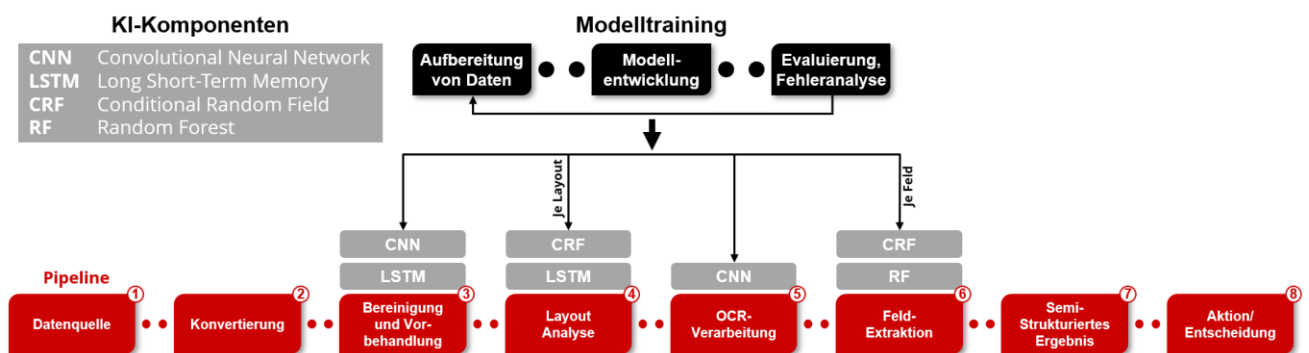 KI-Komponenten
CNN Convolutional Neural Network
LSTM Long Short-Term Memory
CRF Conditional Random Field
RF Random Forest
Modelltraining
Aufbereitung
von Daten
Modell-
entwicklung
Evaluierung,
Fehleranalyse
Je Layout
Je Feld
CNN
LSTM
CRF
LSTM
CNN
CRF
RF
Pipeline
1
Datenquelle
2
Konvertierung
3
Bereinigung
und Vor-
behandlung
4
Layout
Analyse
5
OCR-
Verarbeitung
6
Feld-
Extraktion
7
Semi-
Strukturiertes
Ergebnis
8
Aktion/
Entscheidung